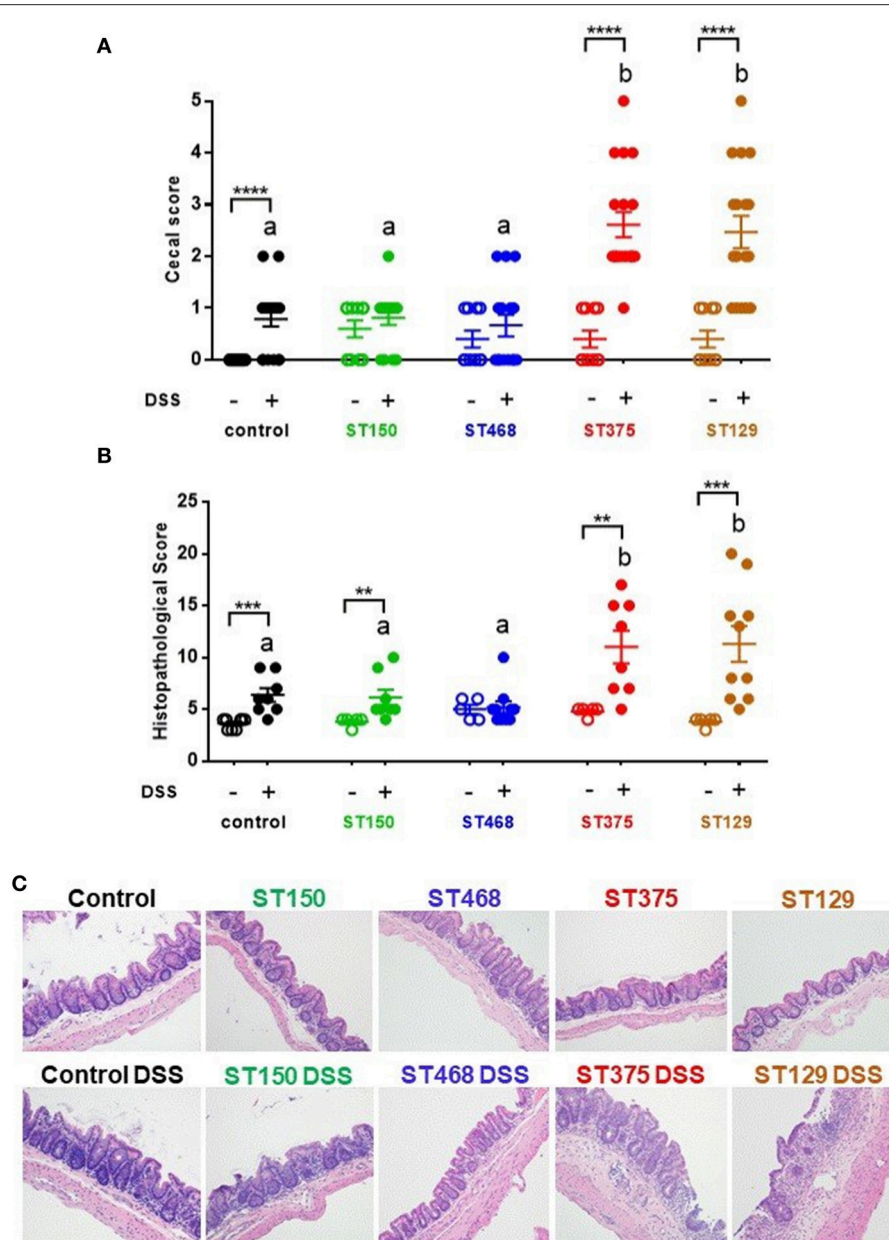 A
**** ****
b b
5
4
**** 
3
a a a
2
1
0
Cecal score
DSS - + - + - + - + - +
control ST150 ST468 ST375 ST129
B
25
***
** b
20
b
*** **
15
a a a
10
5
0
Histopathological Score
DSS - + - + - + - + - +
control ST150 ST468 ST375 ST129
C
Control ST150 ST468 ST375 ST129
Control DSS ST150 DSS ST468 DSS ST375 DSS ST129 DSS